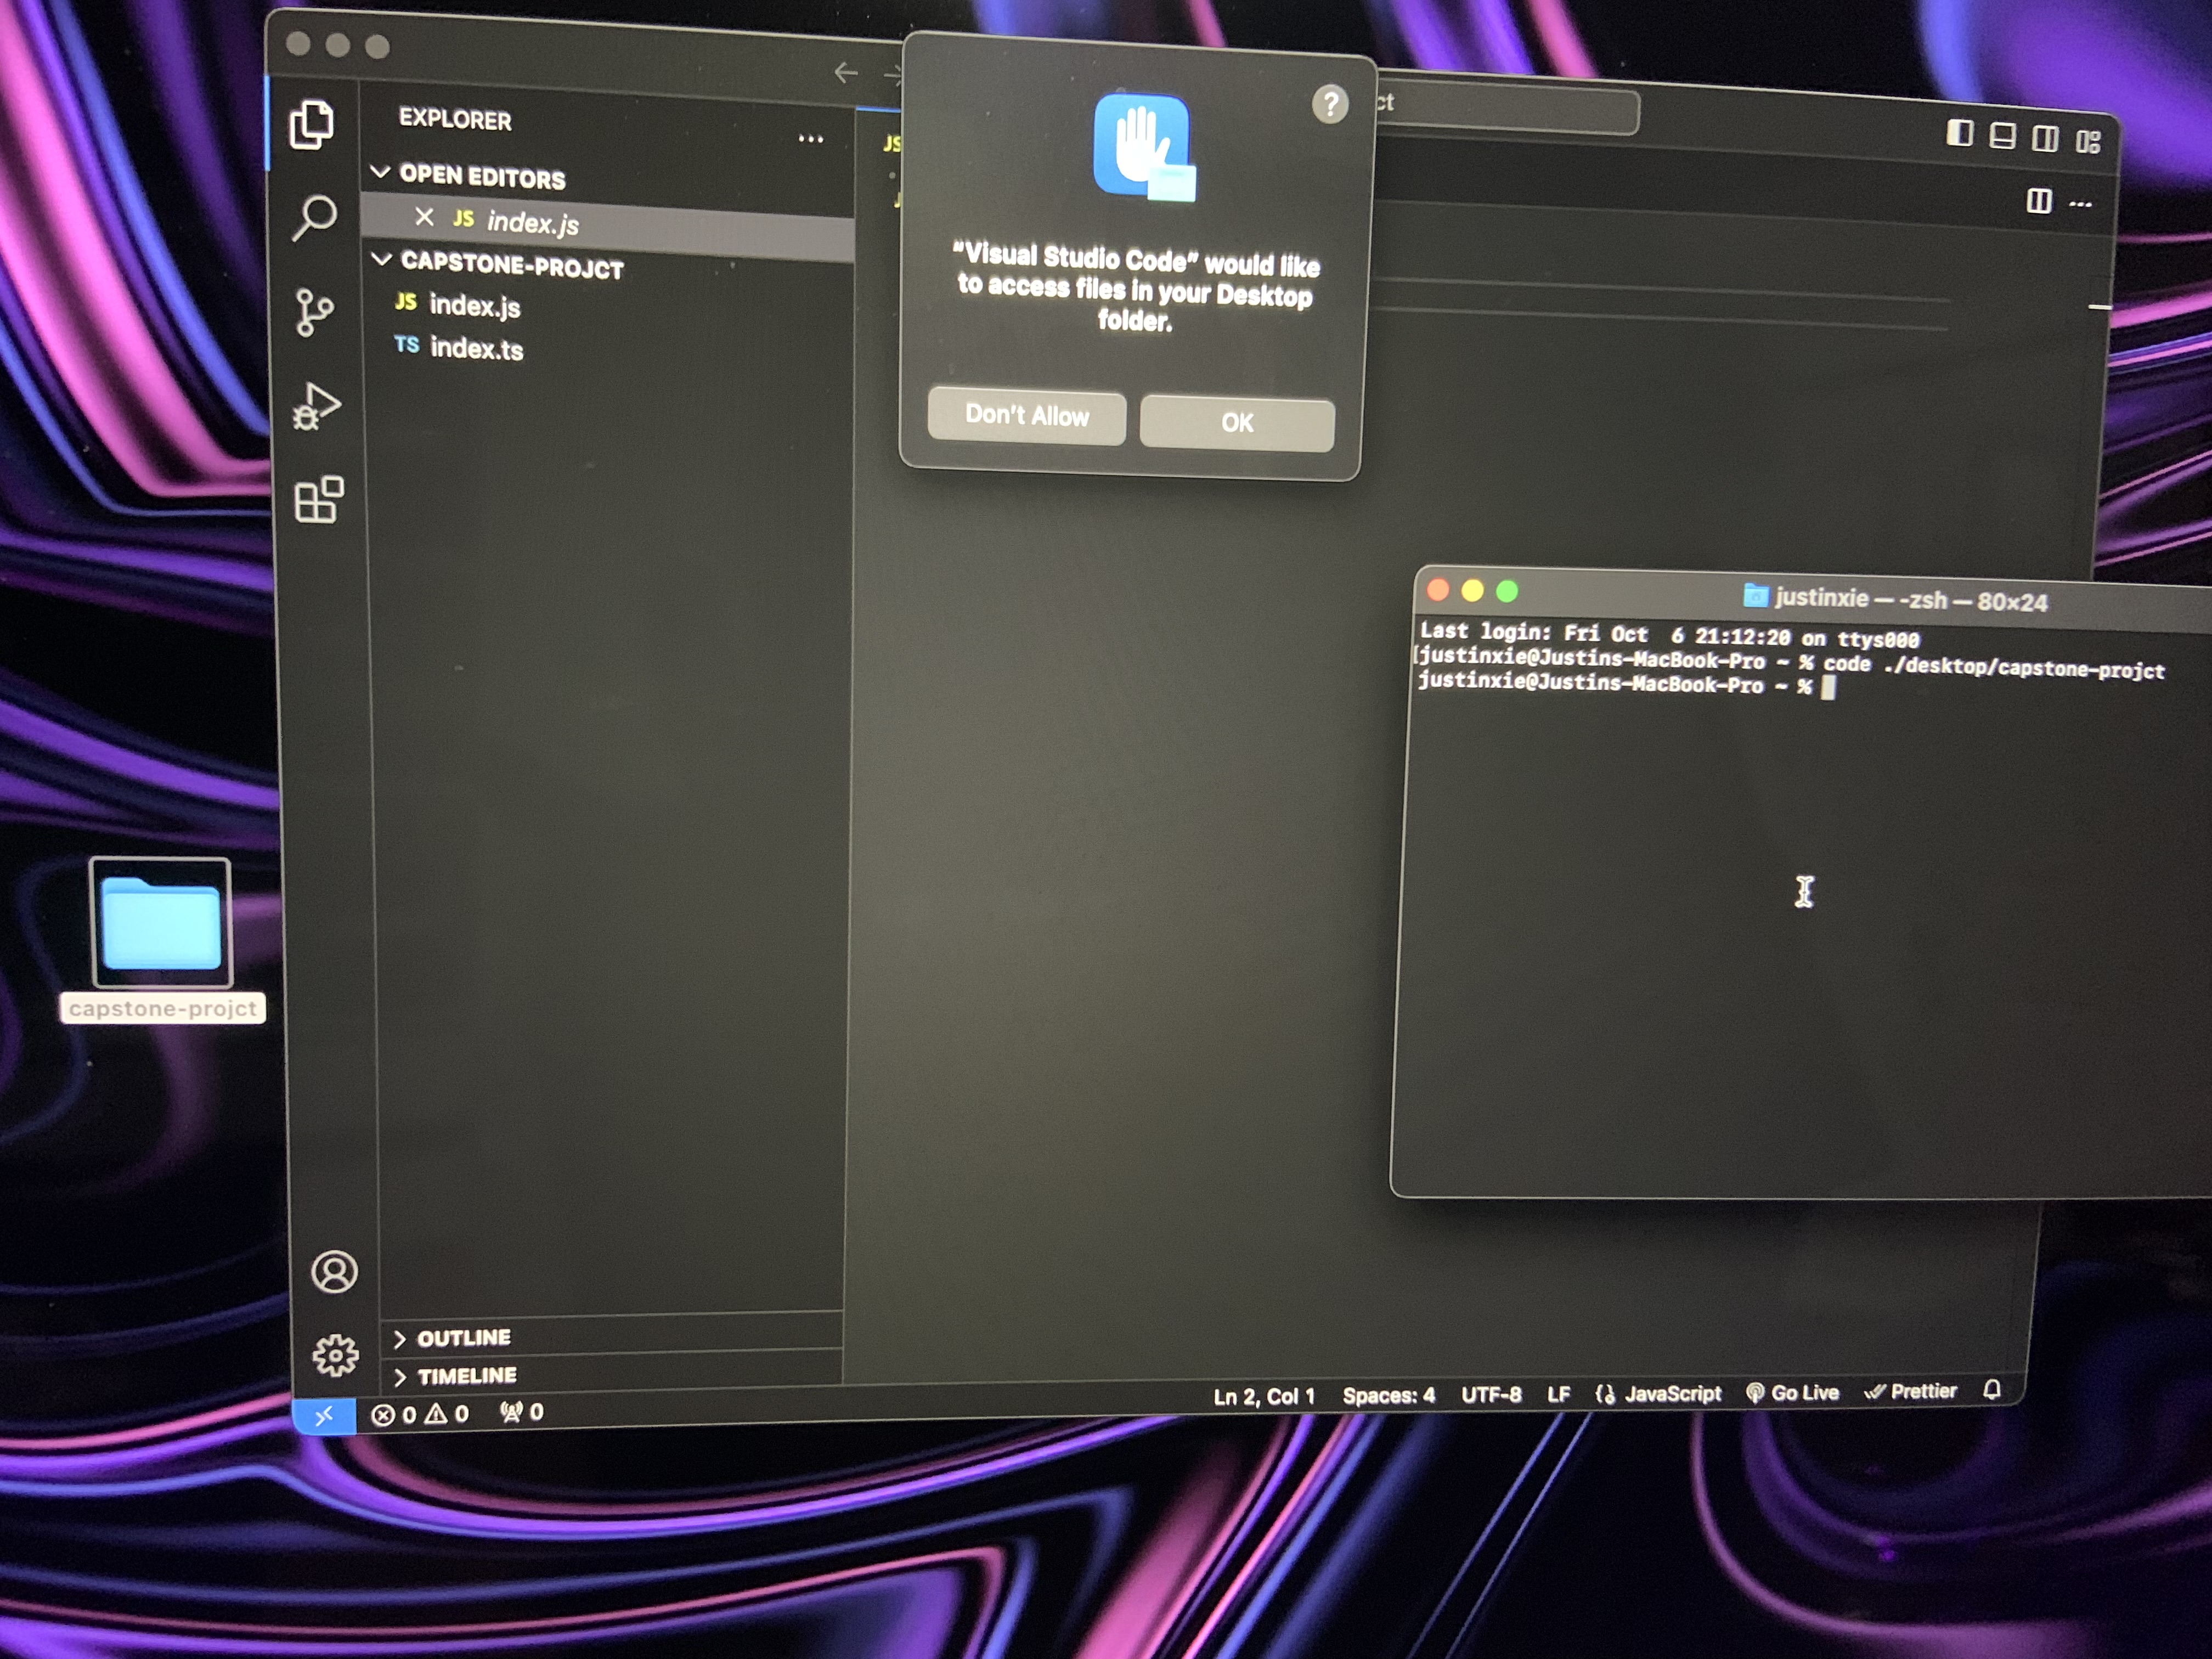 EXPLORER
OPEN EDITORS
JS index.js
CAPSTONE-PROJCT
JS index.js
TS index.ts
OUTLINE
TIMELINE
JS
ct
?
“Visual Studio Code” would like
to access files in your Desktop
folder.
Don't Allow
OK
justinxie — -zsh — 80×24
Last login: Fri Oct  6 21:12:20 on ttys000
[justinxie@Justins-MacBook-Pro ~ % code ./desktop/capstone-projct
justinxie@Justins-MacBook-Pro ~ %
capstone-projct
0 0 0
Ln 2, Col 1 Spaces: 4 UTF-8 LF {} JavaScript Go Live Prettier